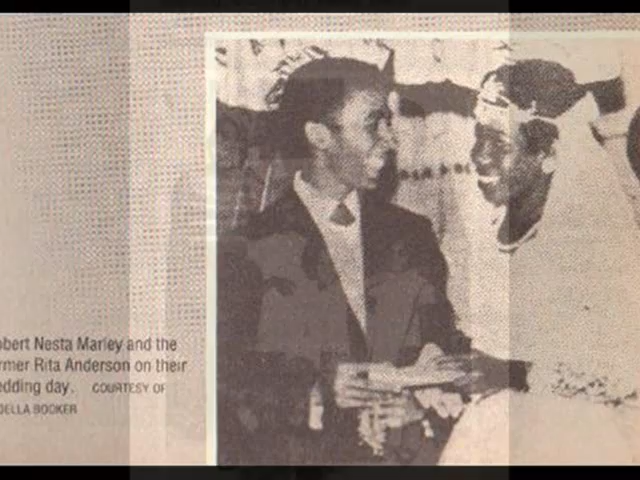 obert Nesta Marley and the
rmer Rita Anderson on their
edding day. COURTESY OF
DELLA BOOKER